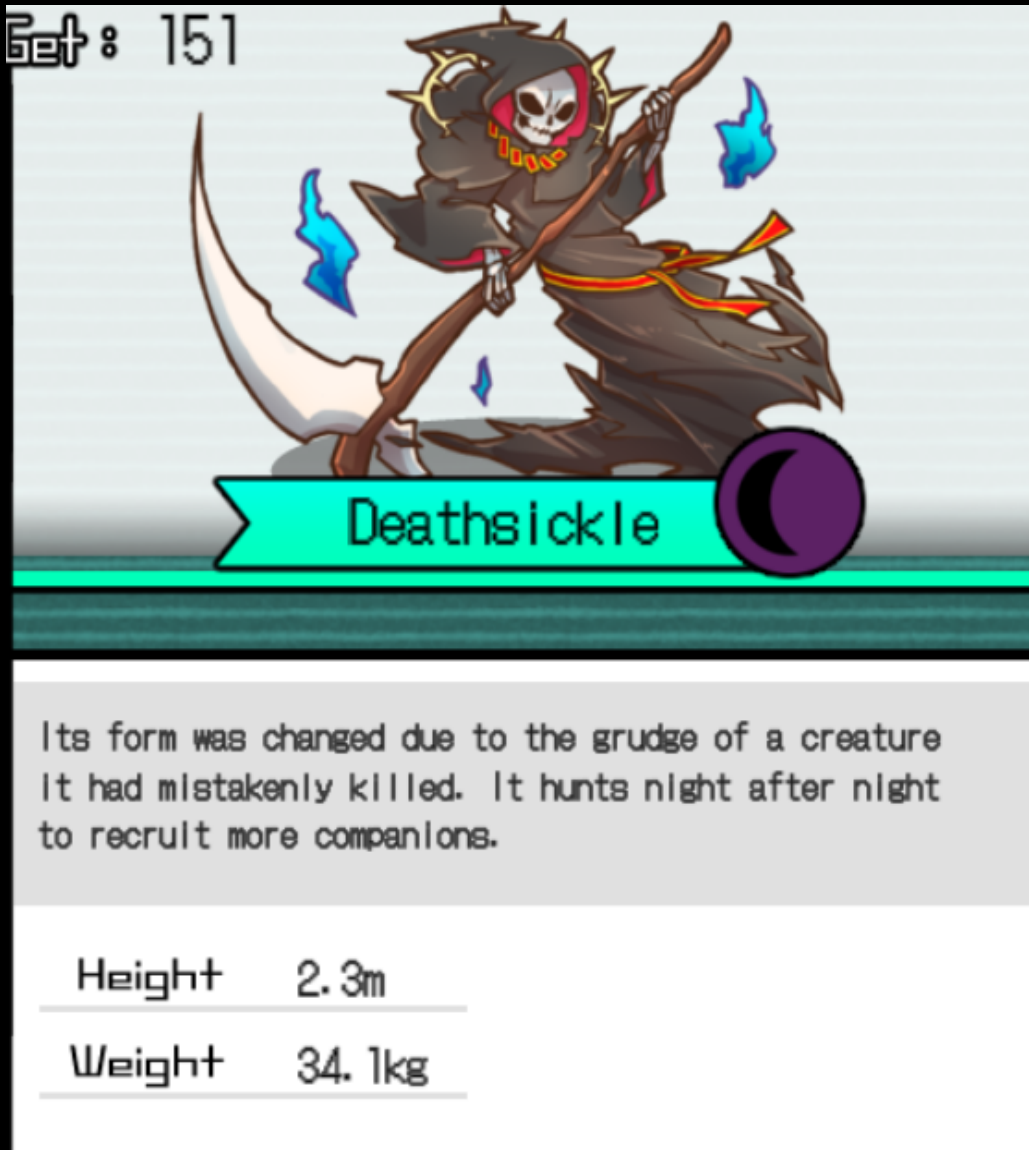 Get: 151
Deathsickle
Its form was changed due to the grudge of a creature
it had mistakenly killed. It hunts night after night
to recruit more companions.
Height 2.3m
Weight 34.1kg